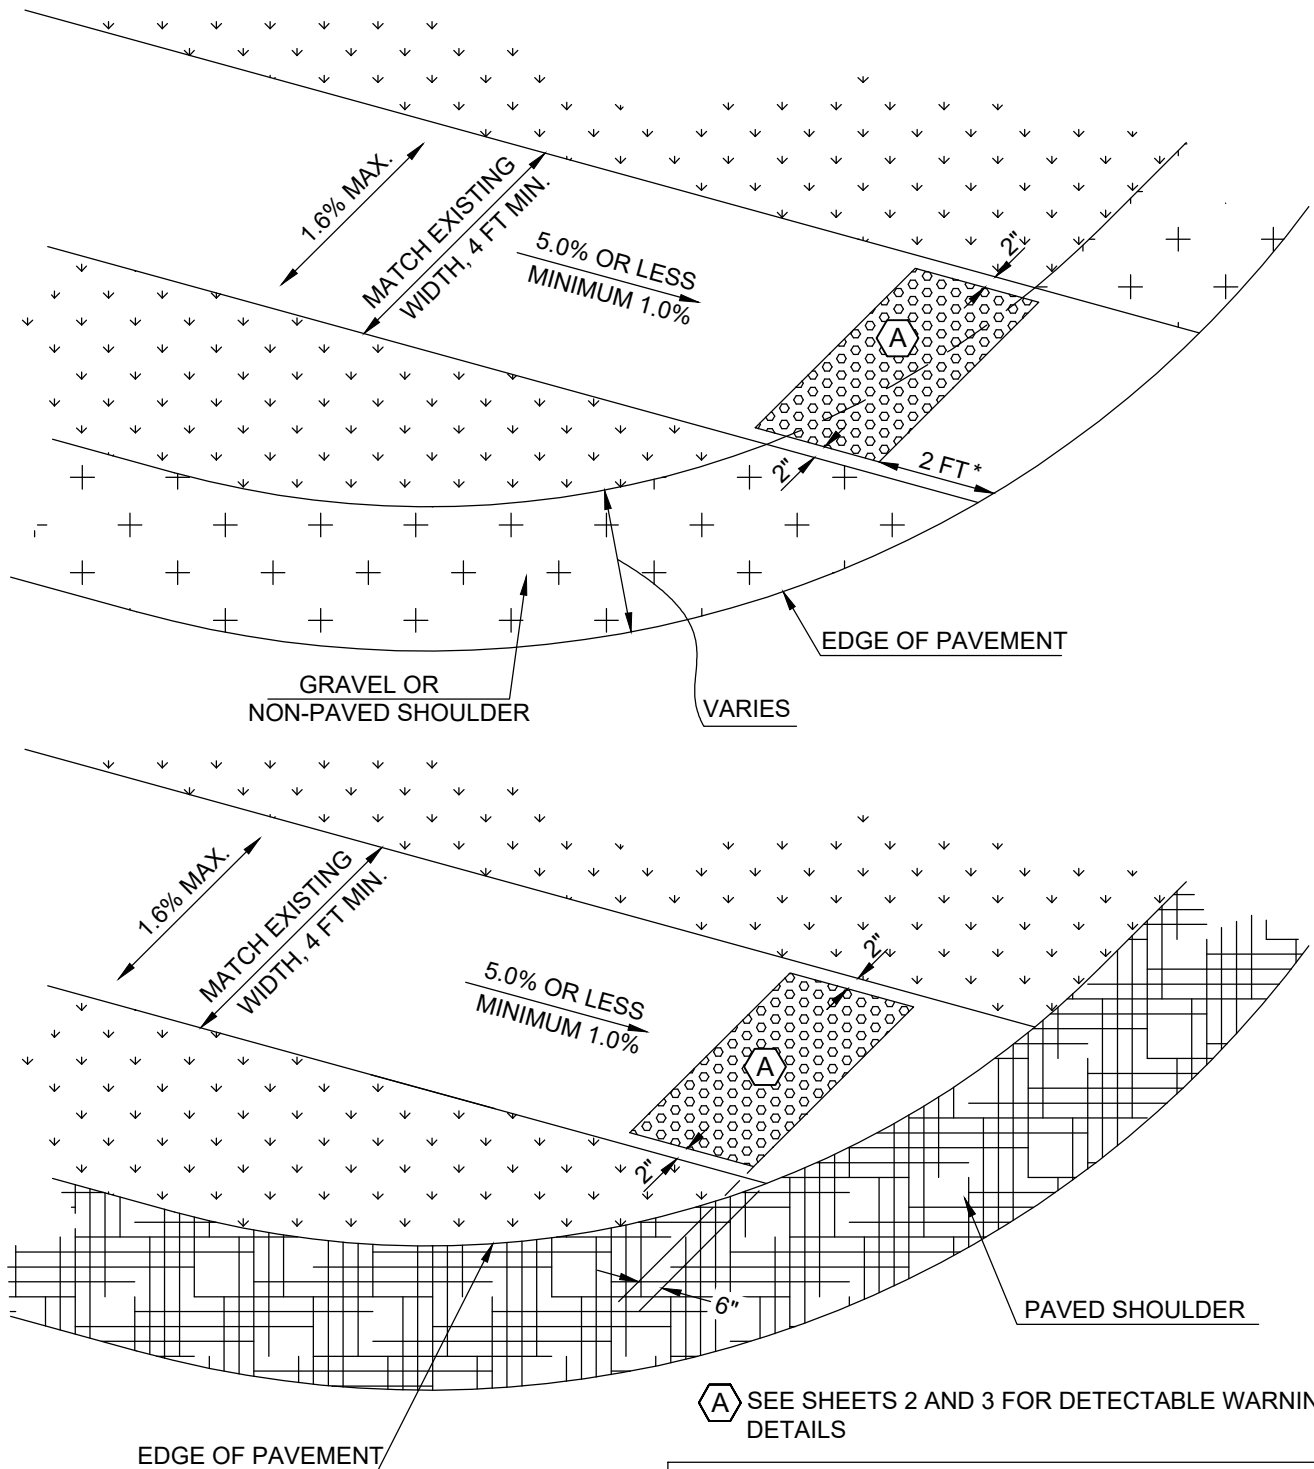 1.6% MAX.
MATCH EXISTING
WIDTH, 4 FT MIN.
5.0% OR LESS
MINIMUM 1.0%
2"
A
2"
2 FT *
EDGE OF PAVEMENT
GRAVEL OR
NON-PAVED SHOULDER
VARIES
1.6% MAX.
MATCH EXISTING
WIDTH, 4 FT MIN.
5.0% OR LESS
MINIMUM 1.0%
2"
A
2"
6"
PAVED SHOULDER
A SEE SHEETS 2 AND 3 FOR DETECTABLE WARNIN
DETAILS
EDGE OF PAVEMENT